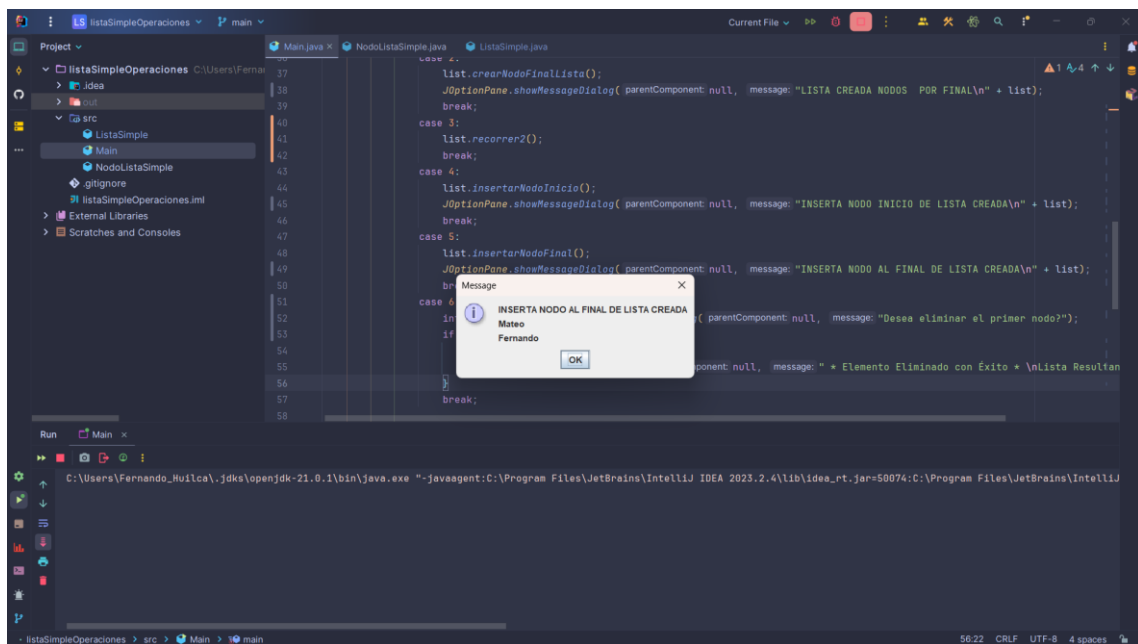 LS listaSimpleOperaciones main Current File
Project
Main.java NodoListaSimple.java ListaSimple.java
listaSimpleOperaciones C:\Users\Fernar
.idea
out
src
ListaSimple
Main
NodoListaSimple
.gitignore
listaSimpleOperaciones.iml
External Libraries
Scratches and Consoles
1 4
case 2:
37 list.crearNodoFinalLista();
38 JOptionPane.showMessageDialog( parentComponent: null, message: "LISTA CREADA NODOS POR FINAL\n" + list);
39 break;
40 case 3:
41 list.recorrer2();
42 break;
43 case 4:
44 list.insertarNodoInicio();
45 JOptionPane.showMessageDialog( parentComponent: null, message: "INSERTA NODO INICIO DE LISTA CREADA\n" + list);
46 break;
47 case 5:
48 list.insertarNodoFinal();
49 JOptionPane.showMessageDialog( parentComponent: null, message: "INSERTA NODO AL FINAL DE LISTA CREADA\n" + list);
50 br
51 case 6
52 in g( parentComponent: null, message: "Desea eliminar el primer nodo?");
53 if
54
55 ponent: null, message: " * Elemento Eliminado con Éxito * \nLista Resultan
56 }
57 break;
58
Message
INSERTA NODO AL FINAL DE LISTA CREADA
Mateo
Fernando
OK
Run Main
C:\Users\Fernando_Huilca\.jdks\openjdk-21.0.1\bin\java.exe "-javaagent:C:\Program Files\JetBrains\IntelliJ IDEA 2023.2.4\lib\idea_rt.jar=50074:C:\Program Files\JetBrains\IntelliJ
listaSimpleOperaciones > src > Main > main 56:22 CRLF UTF-8 4 spaces